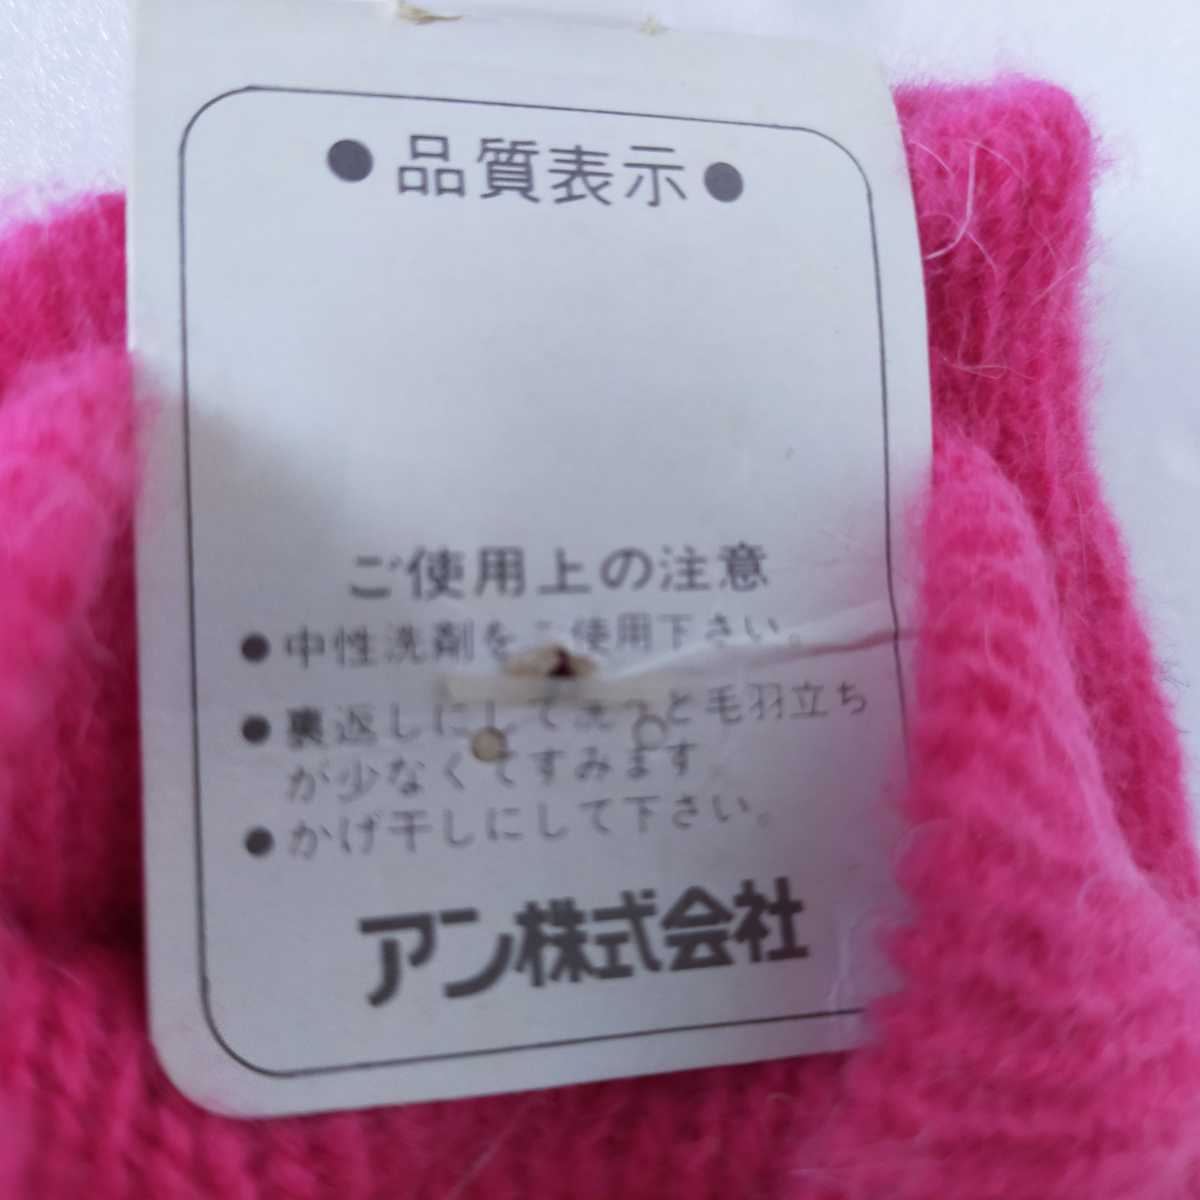 ●品質表示●
ご使用上の注意
●中性洗剤をご使用下さい。
●裏返しにして洗うと毛羽立ち
が少なくてすみます。
●かげ干しにして下さい。
アン株式会社